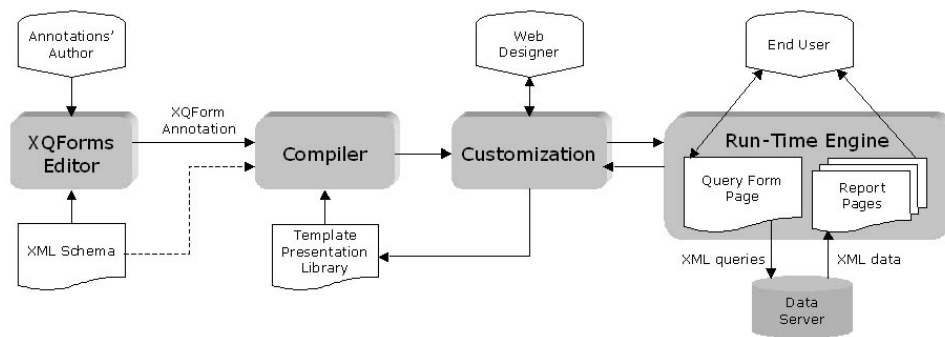 Annotations'
Author
Web
Designer
End User
XQForm
Annotation
XQForms
Editor
Compiler
Customization
Run-Time Engine
Query Form
Page
Report
Pages
XML Schema
Template
Presentation
Library
XML queries
XML data
Data
Server